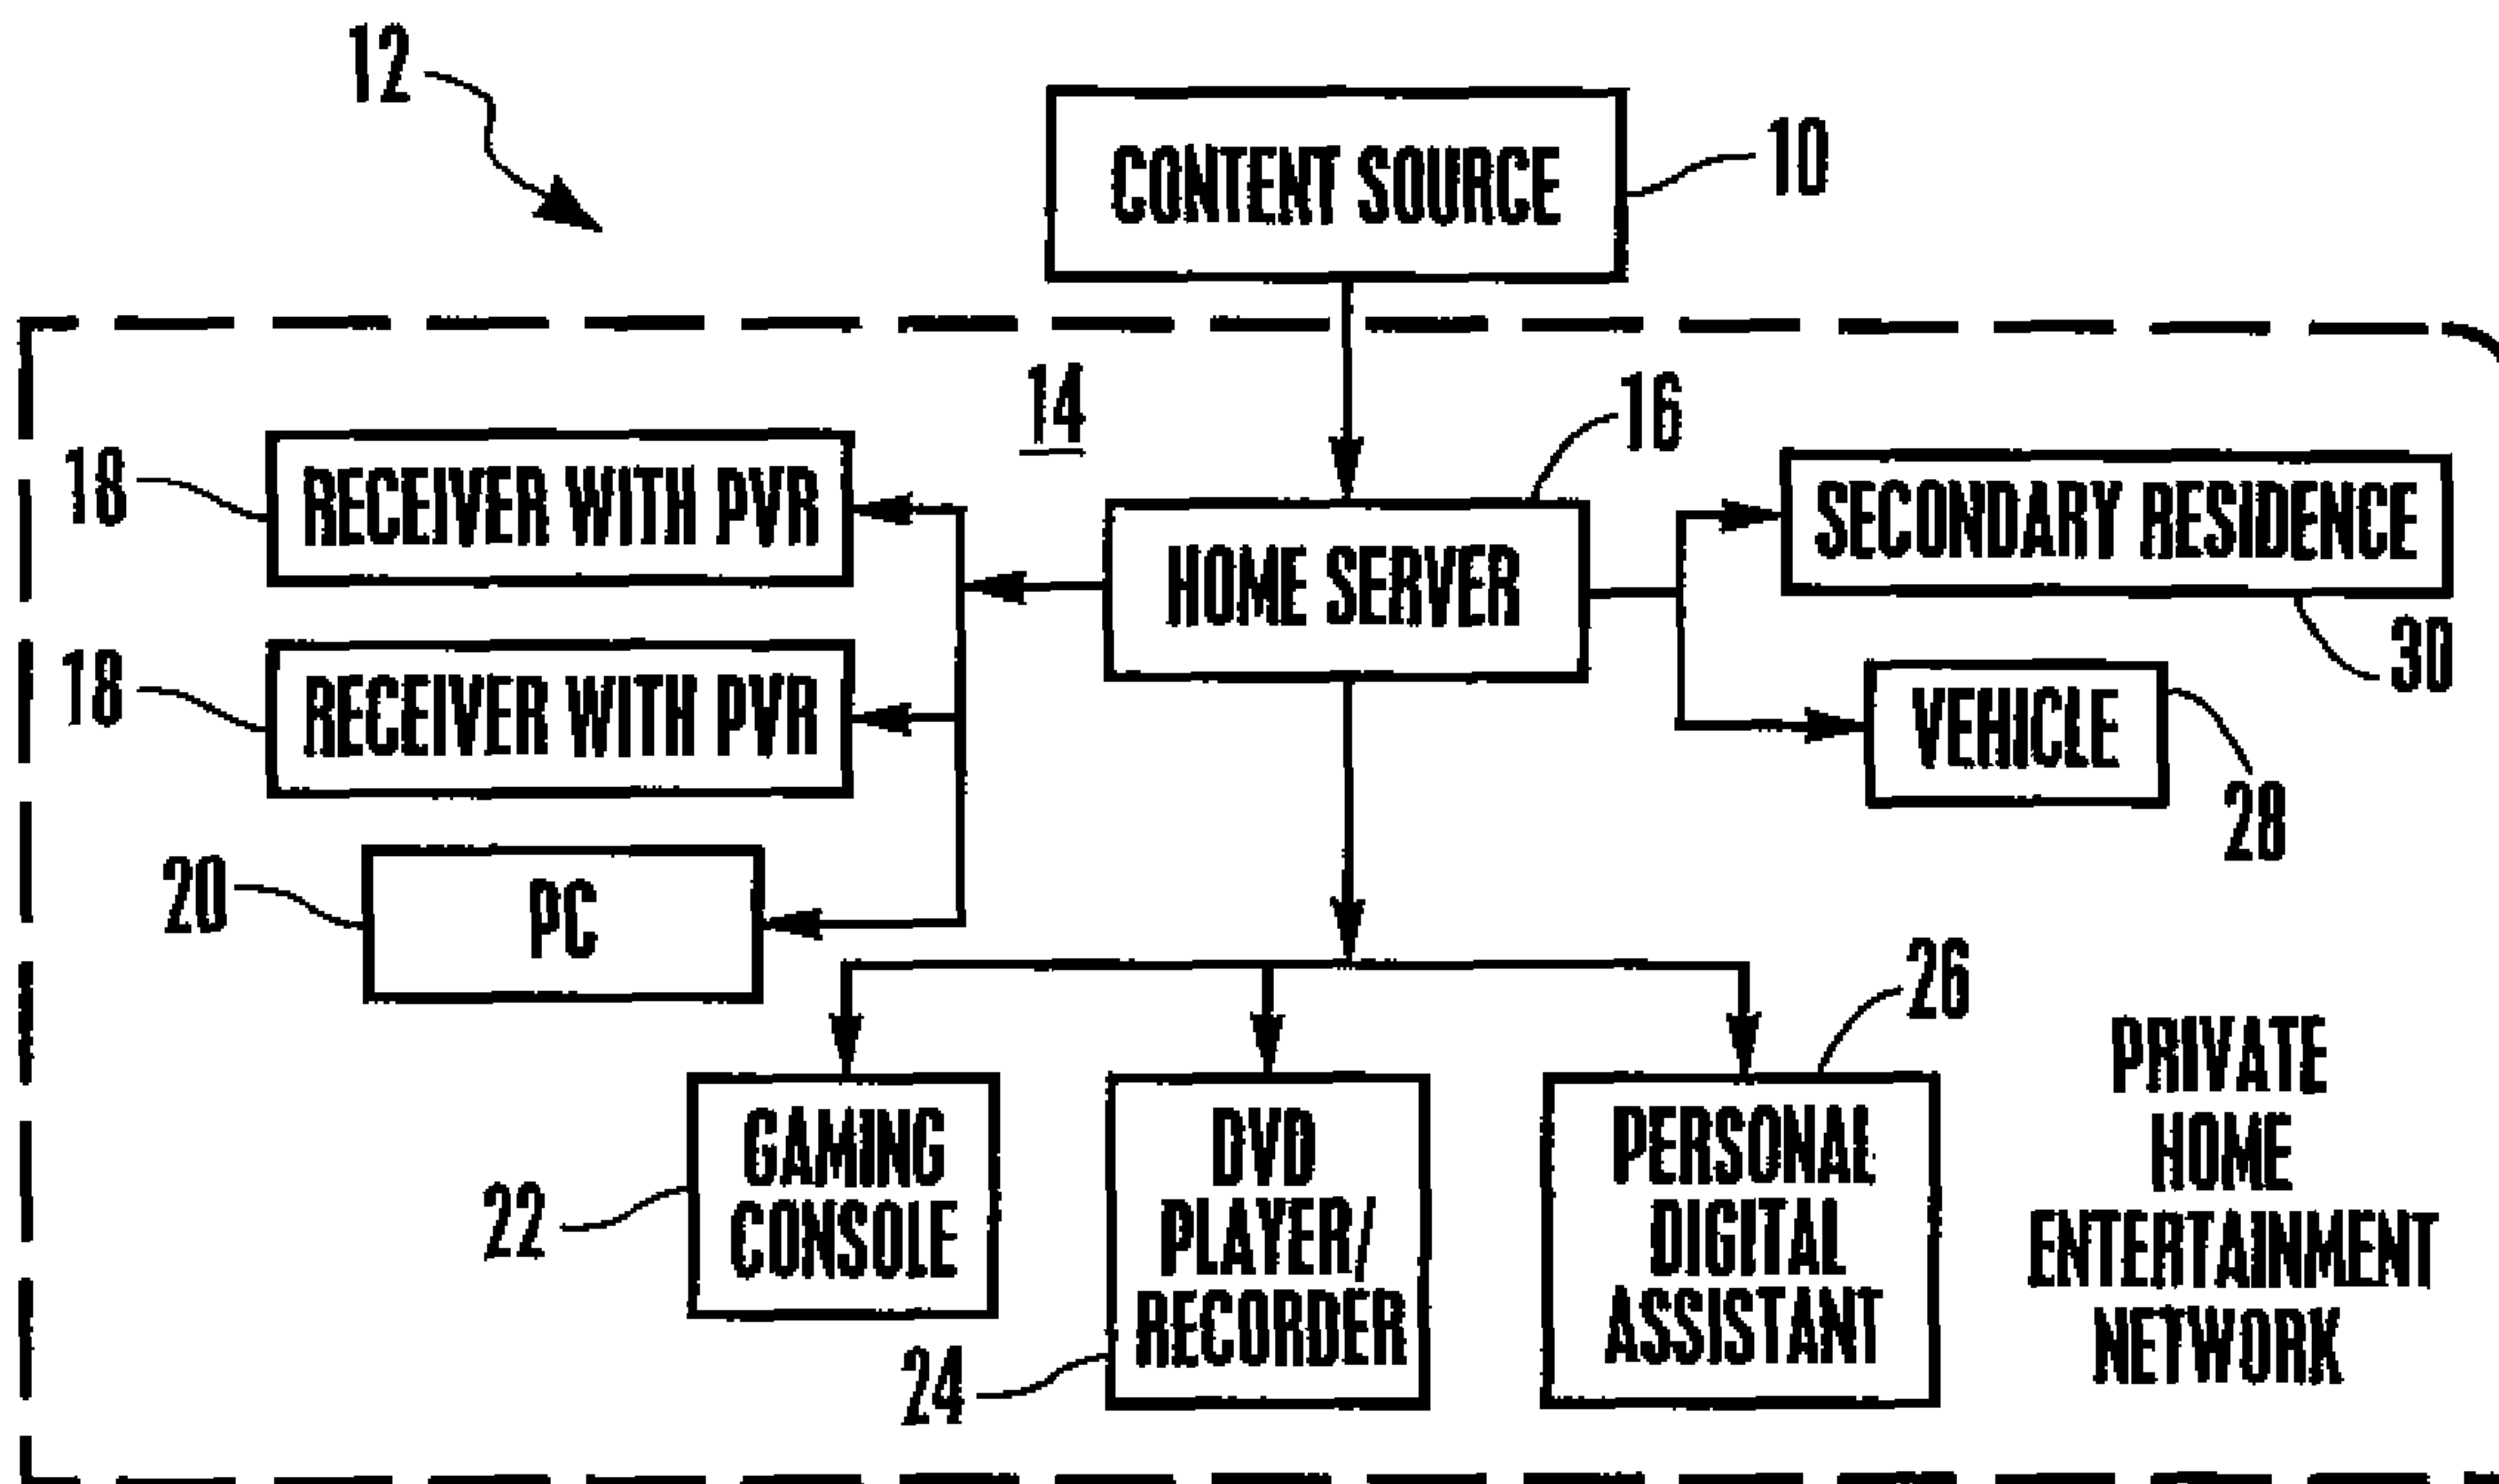 12
CONTENT SOURCE
10
14
16
18
RECEIVER WITH PVR
HOME SERVER
SECONDARY RESIDENCE
30
18
RECEIVER WITH PVR
VEHICLE
28
20
PC
26
GAMING
CONSOLE
22
DVD
PLAYER/
RECORDER
24
PERSONAL
DIGITAL
ASSISTANT
PRIVATE
HOME
ENTERTAINMENT
NETWORK